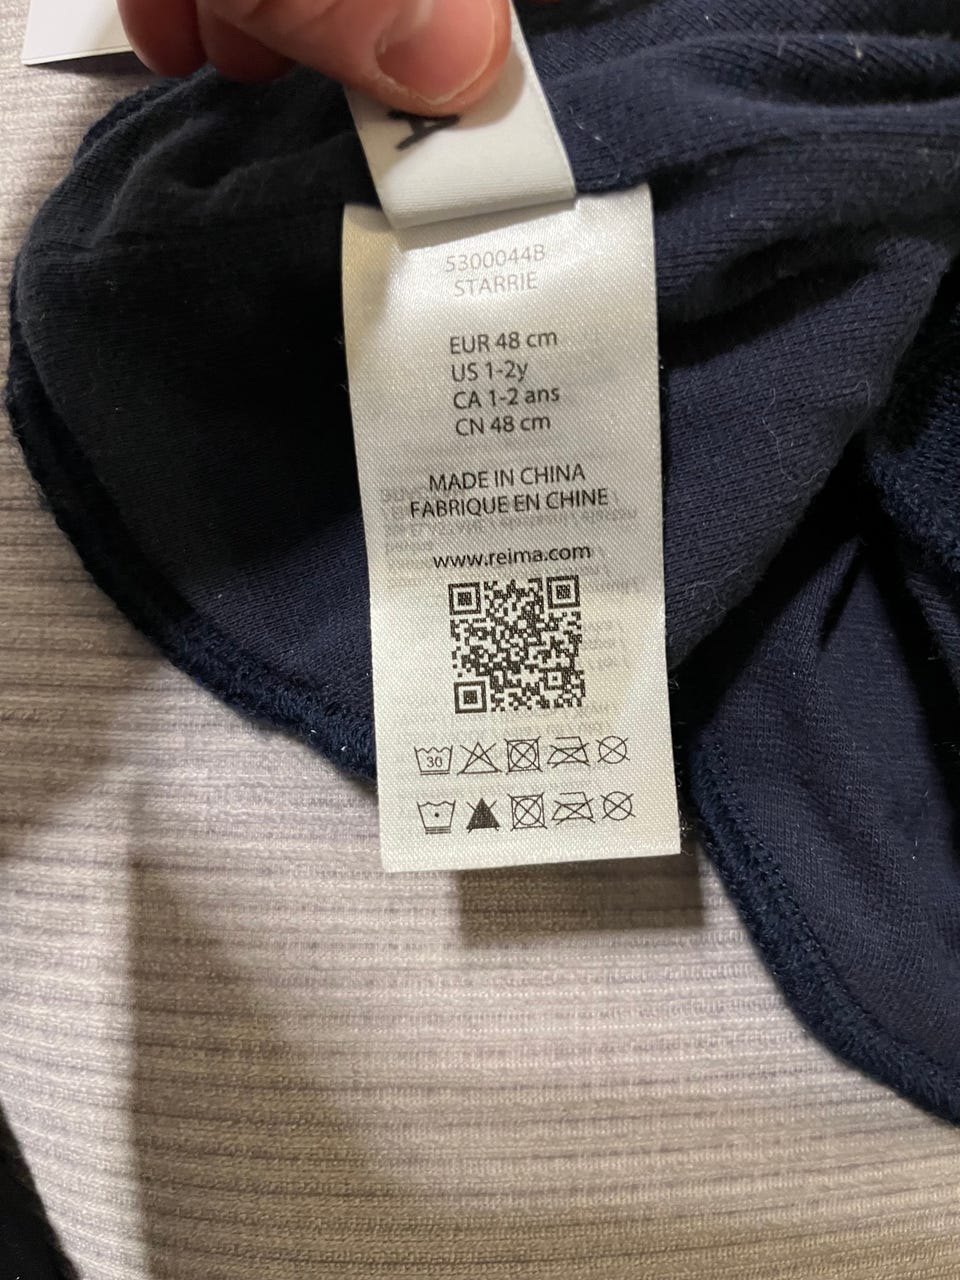 A
5300044B
STARRIE
EUR 48 cm
US 1-2y
CA 1-2 ans
CN 48 cm
MADE IN CHINA
FABRIQUE EN CHINE
www.reima.com
30